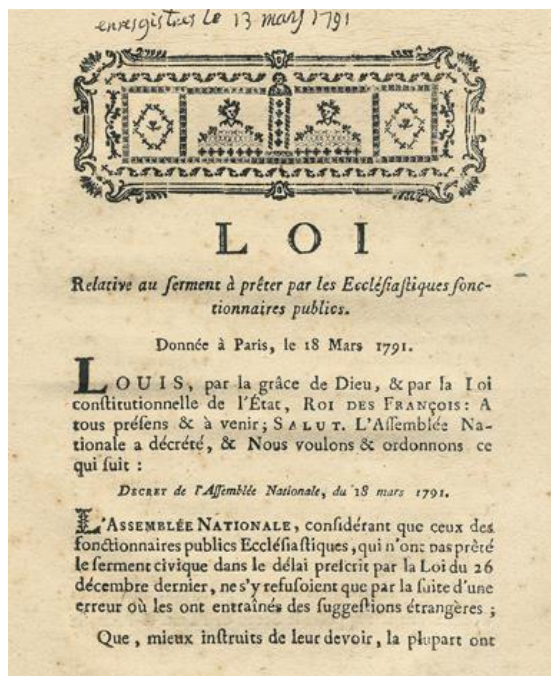 enregistres le 13 mars 1791
LOI
Relative au ſerment à prêter par les Eccléſiaſtiques fonc-
tionnaires publics.
Donnée à Paris, le 18 Mars 1791.
LOUIS, par la grâce de Dieu, & par la Loi
conſtitutionnelle de l'État, ROI DES FRANÇOIS: A
tous préſens & à venir; SALUT. L'Aſſemblée Na-
tionale a décrété, & Nous voulons & ordonnons ce
qui ſuit :
DECRET de l'Aſſemblée Nationale, du 18 mars 1791.
L'ASSEMBLÉE NATIONALE, conſidérant que ceux des
fonctionnaires publics Eccléſiaſtiques, qui n'ont pas prêté
le ſerment civique dans le délai preſcrit par la Loi du 26
décembre dernier, ne s'y refuſoient que par la ſuite d'une
erreur où les ont entraînés des ſuggeſtions étrangères ;
Que, mieux inſtruits de leur devoir, la plupart ont